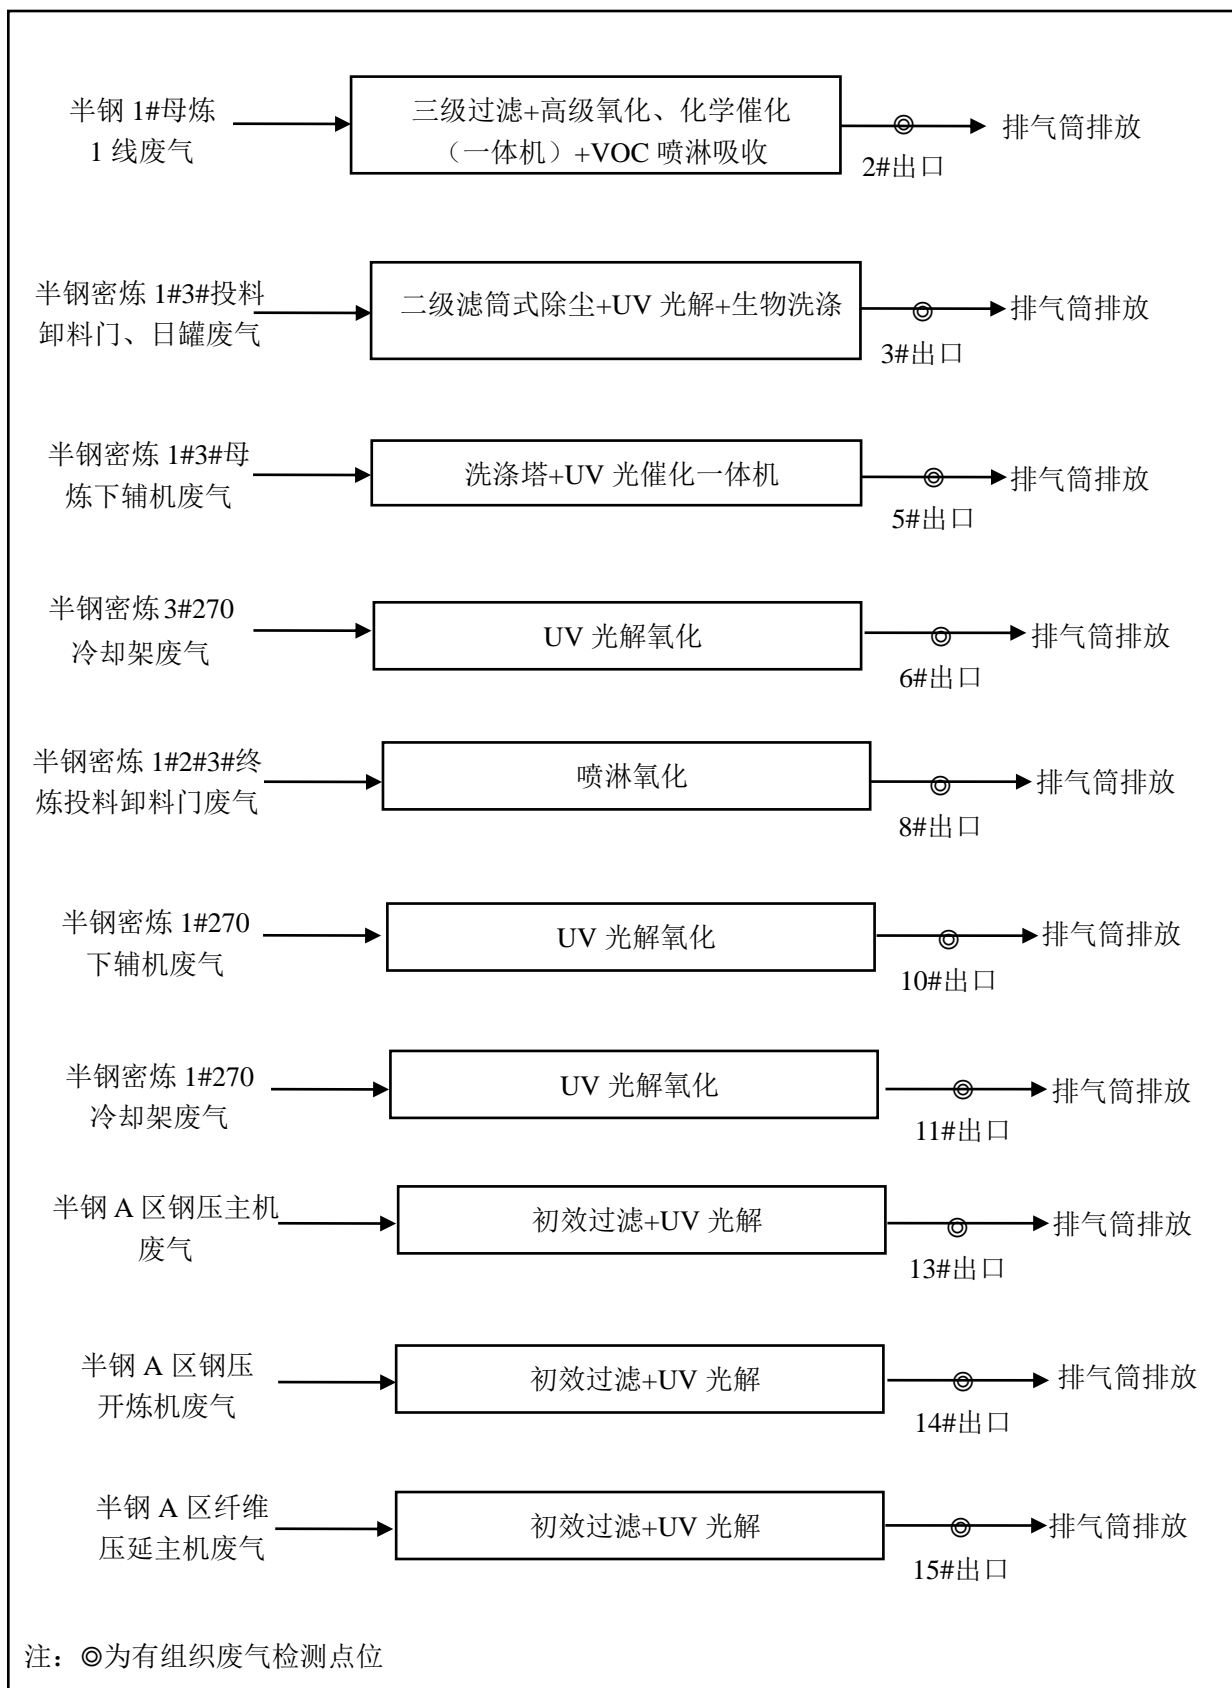 半钢 1#母炼
1 线废气
三级过滤+高级氧化、化学催化
（一体机）+VOC 喷淋吸收
2#出口
排气筒排放
半钢密炼 1#3#投料
卸料门、日罐废气
二级滤筒式除尘+UV 光解+生物洗涤
3#出口
排气筒排放
半钢密炼 1#3#母
炼下辅机废气
洗涤塔+UV 光催化一体机
5#出口
排气筒排放
半钢密炼 3#270
冷却架废气
UV 光解氧化
6#出口
排气筒排放
半钢密炼 1#2#3#终
炼投料卸料门废气
喷淋氧化
8#出口
排气筒排放
半钢密炼 1#270
下辅机废气
UV 光解氧化
10#出口
排气筒排放
半钢密炼 1#270
冷却架废气
UV 光解氧化
11#出口
排气筒排放
半钢 A 区钢压主机
废气
初效过滤+UV 光解
13#出口
排气筒排放
半钢 A 区钢压
开炼机废气
初效过滤+UV 光解
14#出口
排气筒排放
半钢 A 区纤维
压延主机废气
初效过滤+UV 光解
15#出口
排气筒排放
注：◎为有组织废气检测点位